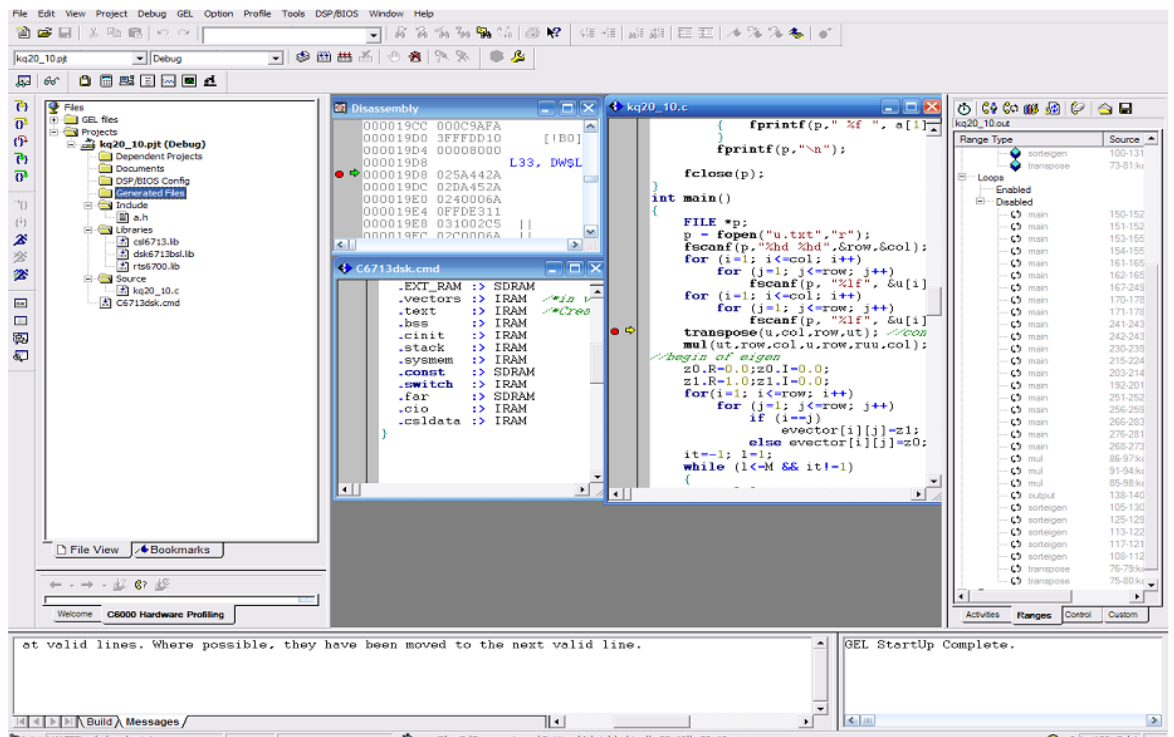 File Edit View Project Debug GEL Option Profile Tools DSP/BIOS Window Help
kq20_10.pjt
Debug
Files
GEL files
Projects
kq20_10.pjt (Debug)
Dependent Projects
Documents
DSP/BIOS Config
Generated Files
Include
a.h
Libraries
csl6713.lib
dsk6713bsl.lib
rts6700.lib
Source
kq20_10.c
C6713dsk.cmd
File View
Bookmarks
Welcome
C6000 Hardware Profiling
Disassembly
000019CC 000C9AFA
000019D0 3FFFDD10 [!B0]
000019D4 00008000
000019D8 L33, DW$L
000019D8 025A442A
000019DC 02DA452A
000019E0 0240006A
000019E4 0FFDE311
000019E8 031002C5 ||
000019EC 02C0006A ||
C6713dsk.cmd
.EXT_RAM :> SDRAM
.vectors :> IRAM /*in v
.text :> IRAM /*Creo
.bss :> IRAM
.cinit :> IRAM
.stack :> IRAM
.sysmem :> IRAM
.const :> SDRAM
.switch :> IRAM
.far :> SDRAM
.cio :> IRAM
.csldata :> IRAM
}
kq20_10.c
{ fprintf(p," %f ", a[1]
}
fprintf(p,"\n");
fclose(p);
}
int main()
{
FILE *p;
p = fopen("u.txt","r");
fscanf(p,"%hd %hd",&row,&col);
for (i=1; i<=col; i++)
for (j=1; j<=row; j++)
fscanf(p, "%lf", &u[i]
for (i=1; i<=col; i++)
for (j=1; j<=row; j++)
fscanf(p, "%lf", &u[i]
transpose(u,col,row,ut); //con
mul(ut,row,col,u,row,ruu,col);
//begin of eigen
z0.R=0.0;z0.I=0.0;
z1.R=1.0;z1.I=0.0;
for(i=1; i<=row; i++)
for (j=1; j<=row; j++)
if (i==j)
evector[i][j]=z1;
else evector[i][j]=z0;
it=-1; l=1;
while (l<=M && it!=-1)
{
kq20_10.out
Range Type Source
sorteigen 100-131
transpose 73-81:kc
Loops
Enabled
Disabled
main 150-152
main 151-152
main 153-155
main 154-155
main 161-165
main 162-165
main 167-249
main 170-178
main 171-178
main 241-243
main 242-243
main 230-239
main 215-224
main 203-214
main 192-201
main 251-252
main 256-259
main 266-283
main 276-281
main 268-273
mul 86-97:kc
mul 91-94:kc
mul 85-98:kc
output 138-140
sorteigen 105-130
sorteigen 125-129
sorteigen 113-122
sorteigen 117-121
sorteigen 108-112
transpose 76-79:kc
transpose 75-80:kc
Activities
Ranges
Control
Custom
at valid lines. Where possible, they have been moved to the next valid line.
Build
Messages
GEL StartUp Complete.